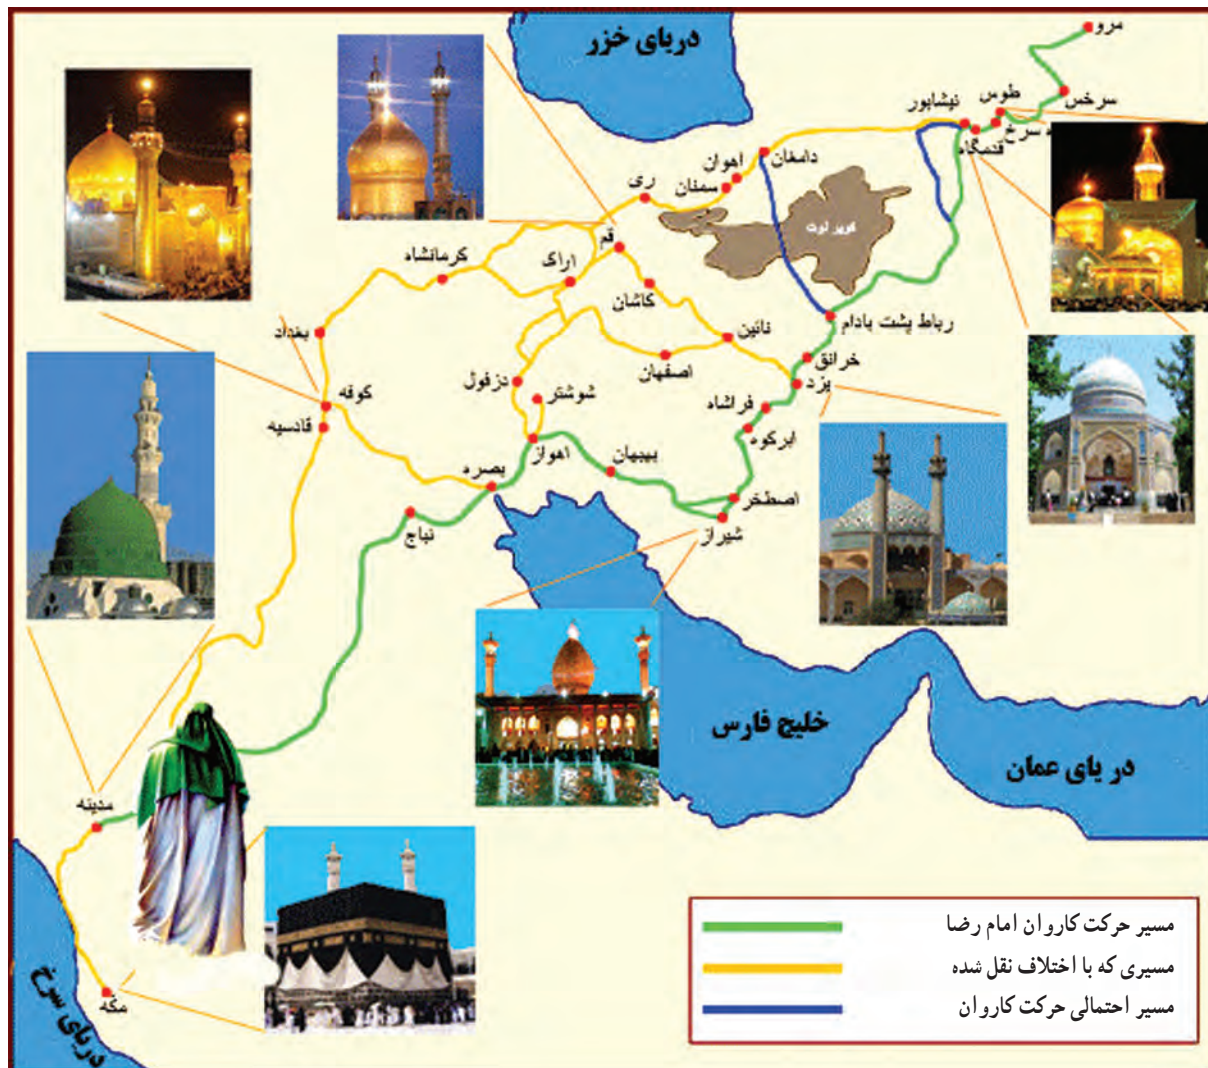 دریای خزر
مرو
سرخس
طوس
نیشابور
ه سرخ
قدمگاه
دامغان
اهوان
سمنان
ری
کویر لوت
قم
اراک
کرمانشاه
کاشان
بغداد
نائین
رباط پشت بادام
خرانق
اصفهان
یزد
دزفول
شوشتر
کوفه
قادسیه
فراشاه
ابرکوه
اهواز
بهبهان
بصره
اصطخر
نباج
شیراز
خلیج فارس
دریای عمان
مدینه
مکه
دریای سرخ
مسیر حرکت کاروان امام رضا
مسیری که با اختلاف نقل شده
مسیر احتمالی حرکت کاروان